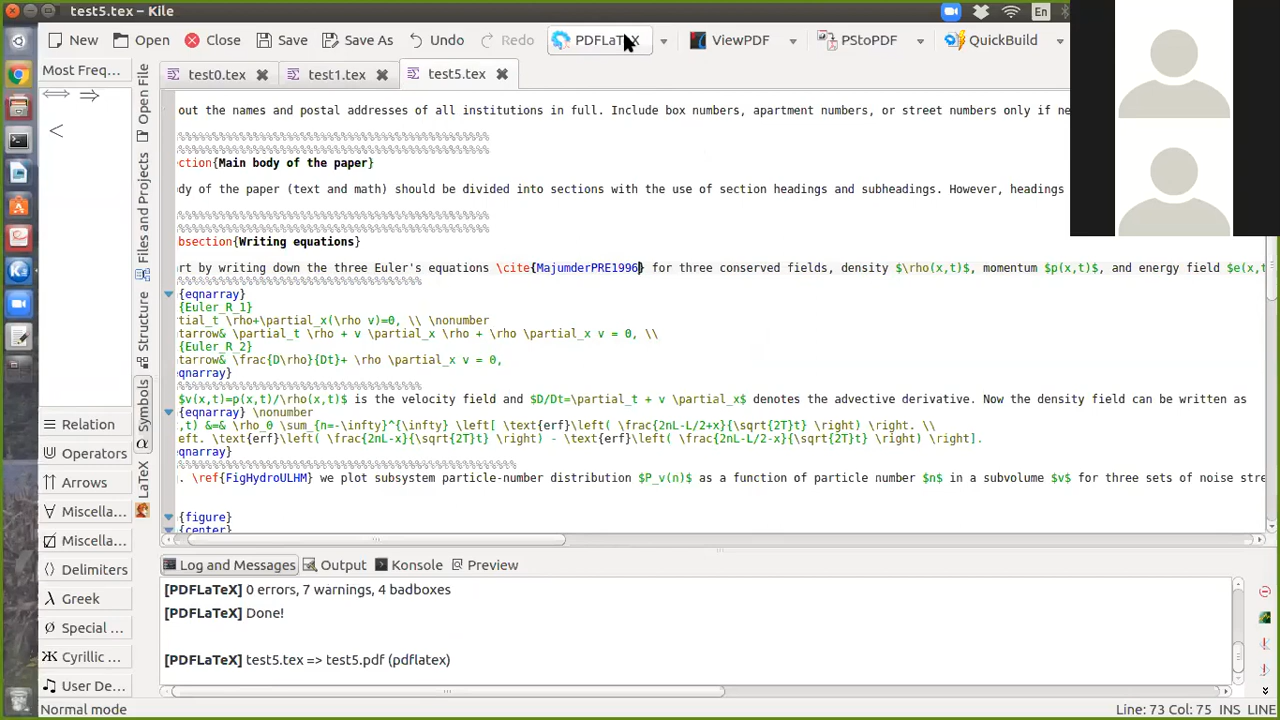 test5.tex — Kile
En
New Open Close Save Save As Undo Redo PDFLaTeX ViewPDF PStoPDF QuickBuild
Most Freq... test0.tex test1.tex test5.tex
Open File
Files and Projects
Structure
Symbols
LaTeX
⇔ ⇒
<
out the names and postal addresses of all institutions in full. Include box numbers, apartment numbers, or street numbers only if ne
%%%%%%%%%%%%%%%%%%%%%%%%%%%%%%%%%%%%%%%%%%%%%%
%%%%%%%%%%%%%%%%%%%%%%%%%%%%%%%%%%%%%%%%%%%%%%
ction{Main body of the paper}
dy of the paper (text and math) should be divided into sections with the use of section headings and subheadings. However, headings
%%%%%%%%%%%%%%%%%%%%%%%%%%%%%%%%%%%%%%%%%%%%%%
%%%%%%%%%%%%%%%%%%%%%%%%%%%%%%%%%%%%%%%%%%%%%%
bsection{Writing equations}
rt by writing down the three Euler's equations \cite{MajumderPRE1996} for three conserved fields, density $\rho(x,t)$, momentum $p(x,t)$, and energy field $e(x,t
%%%%%%%%%%%%%%%%%%%%%%%%%%%%%%%%%%%%
{eqnarray}
{Euler_R_1}
tial_t \rho+\partial_x(\rho v)=0, \\ \nonumber
tarrow& \partial_t \rho + v \partial_x \rho + \rho \partial_x v = 0, \\
{Euler_R_2}
tarrow& \frac{D\rho}{Dt}+ \rho \partial_x v = 0,
qnarray}
%%%%%%%%%%%%%%%%%%%%%%%%%%%%%%%%%%%%
$v(x,t)=p(x,t)/\rho(x,t)$ is the velocity field and $D/Dt=\partial_t + v \partial_x$ denotes the advective derivative. Now the density field can be written as
{eqnarray} \nonumber
,t) &=& \rho_0 \sum_{n=-\infty}^{\infty} \left[ \text{erf}\left( \frac{2nL-L/2+x}{\sqrt{2T}t} \right) \right. \\
eft. \text{erf}\left( \frac{2nL-x}{\sqrt{2T}t} \right) - \text{erf}\left( \frac{2nL-L/2-x}{\sqrt{2T}t} \right) \right].
qnarray}
%%%%%%%%%%%%%%%%%%%%%%%%%%%%%%%%%%%%%%%%%%%%%%%%%%
g. \ref{FigHydroULHM} we plot subsystem particle-number distribution $P_v(n)$ as a function of particle number $n$ in a subvolume $v$ for three sets of noise stre
{figure}
{center}
Relation
Operators
Arrows
Miscella...
Miscella...
Delimiters
Greek
Special ...
Cyrillic ...
User De...
Log and Messages Output Konsole Preview
[PDFLaTeX] 0 errors, 7 warnings, 4 badboxes
[PDFLaTeX] Done!
[PDFLaTeX] test5.tex => test5.pdf (pdflatex)
Normal mode Line: 73 Col: 75 INS LINE